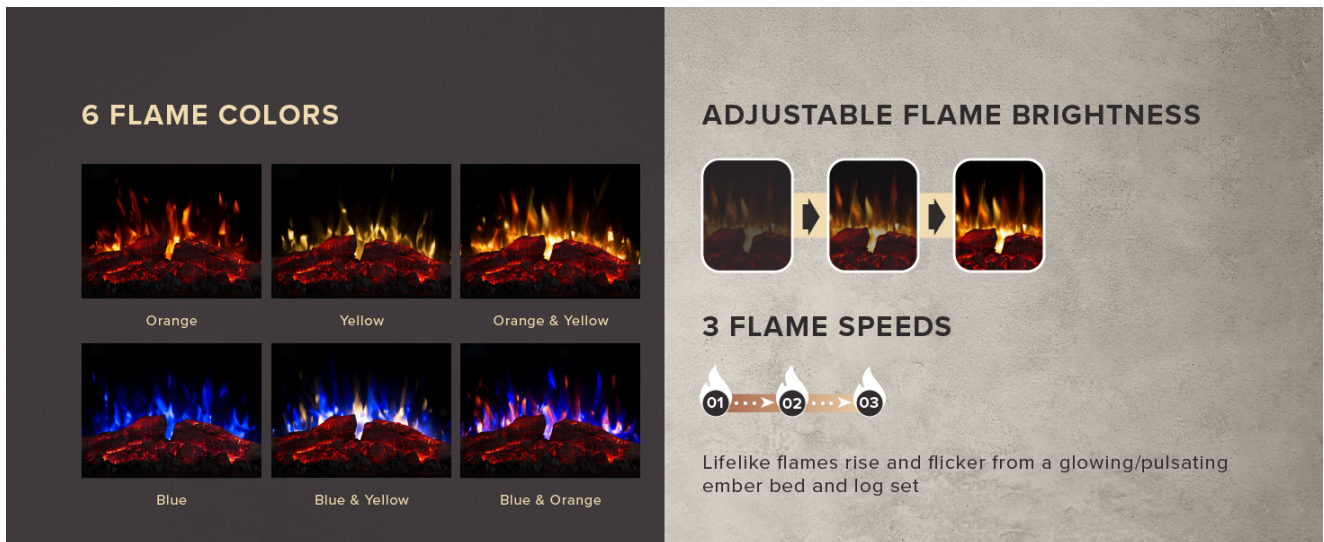 6 FLAME COLORS
Orange
Yellow
Orange & Yellow
Blue
Blue & Yellow
Blue & Orange
ADJUSTABLE FLAME BRIGHTNESS
3 FLAME SPEEDS
01 02 03
Lifelike flames rise and flicker from a glowing/pulsating
ember bed and log set